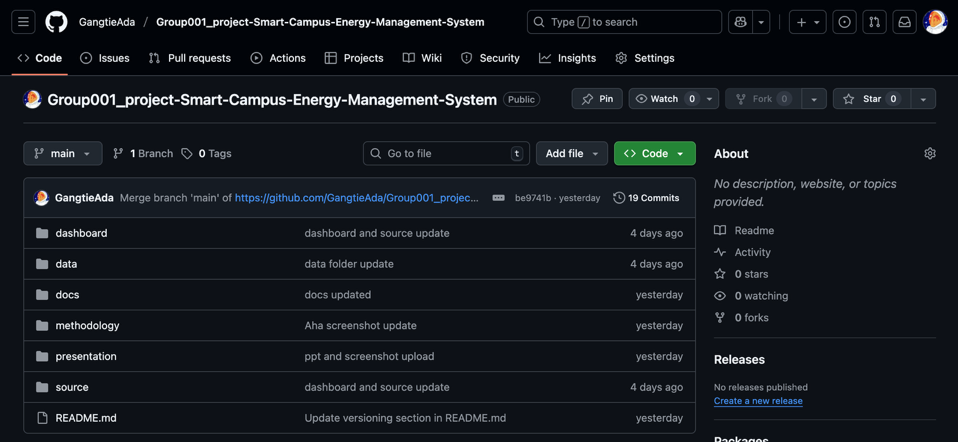 GangtieAda / Group001_project-Smart-Campus-Energy-Management-System Type / to search
Code Issues Pull requests Actions Projects Wiki Security Insights Settings
Group001_project-Smart-Campus-Energy-Management-System Public Pin Watch 0 Fork 0 Star 0
main 1 Branch 0 Tags Go to file t Add file Code
About
No description, website, or topics
provided.
GangtieAda Merge branch 'main' of https://github.com/GangtieAda/Group001_projec... be9741b · yesterday 19 Commits
dashboard dashboard and source update 4 days ago
data data folder update 4 days ago
docs docs updated yesterday
methodology Aha screenshot update yesterday
presentation ppt and screenshot upload yesterday
source dashboard and source update 4 days ago
README.md Update versioning section in README.md yesterday
Readme
Activity
0 stars
0 watching
0 forks
Releases
No releases published
Create a new release
Packages